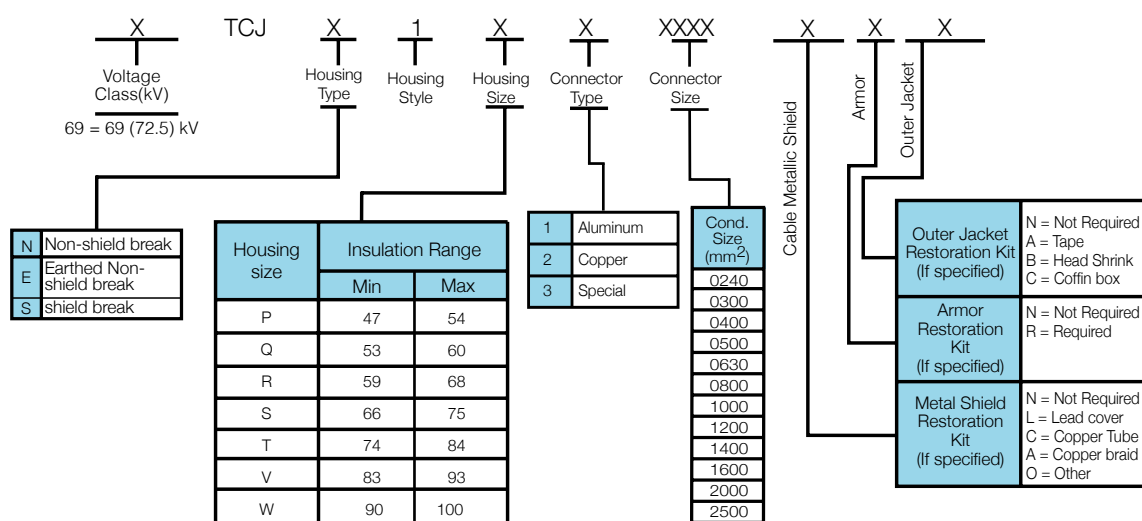 X TCJ X 1 X X XXXX X X X
Voltage
Class(kV)
69 = 69 (72.5) kV
Housing
Type
Housing
Style
Housing
Size
Connector
Type
Connector
Size
Cable Metallic Shield
Armor
Outer Jacket
N Non-shield break
E Earthed Non-
shield break
S shield break
Housing
size
Insulation Range
Min Max
P 47 54
Q 53 60
R 59 68
S 66 75
T 74 84
V 83 93
W 90 100
1 Aluminum
2 Copper
3 Special
Cond.
Size
(mm2)
0240
0300
0400
0500
0630
0800
1000
1200
1400
1600
2000
2500
Outer Jacket
Restoration Kit
(If specified)
N = Not Required
A = Tape
B = Head Shrink
C = Coffin box
Armor
Restoration
Kit
(If specified)
N = Not Required
R = Required
Metal Shield
Restoration
Kit
(If specified)
N = Not Required
L = Lead cover
C = Copper Tube
A = Copper braid
O = Other